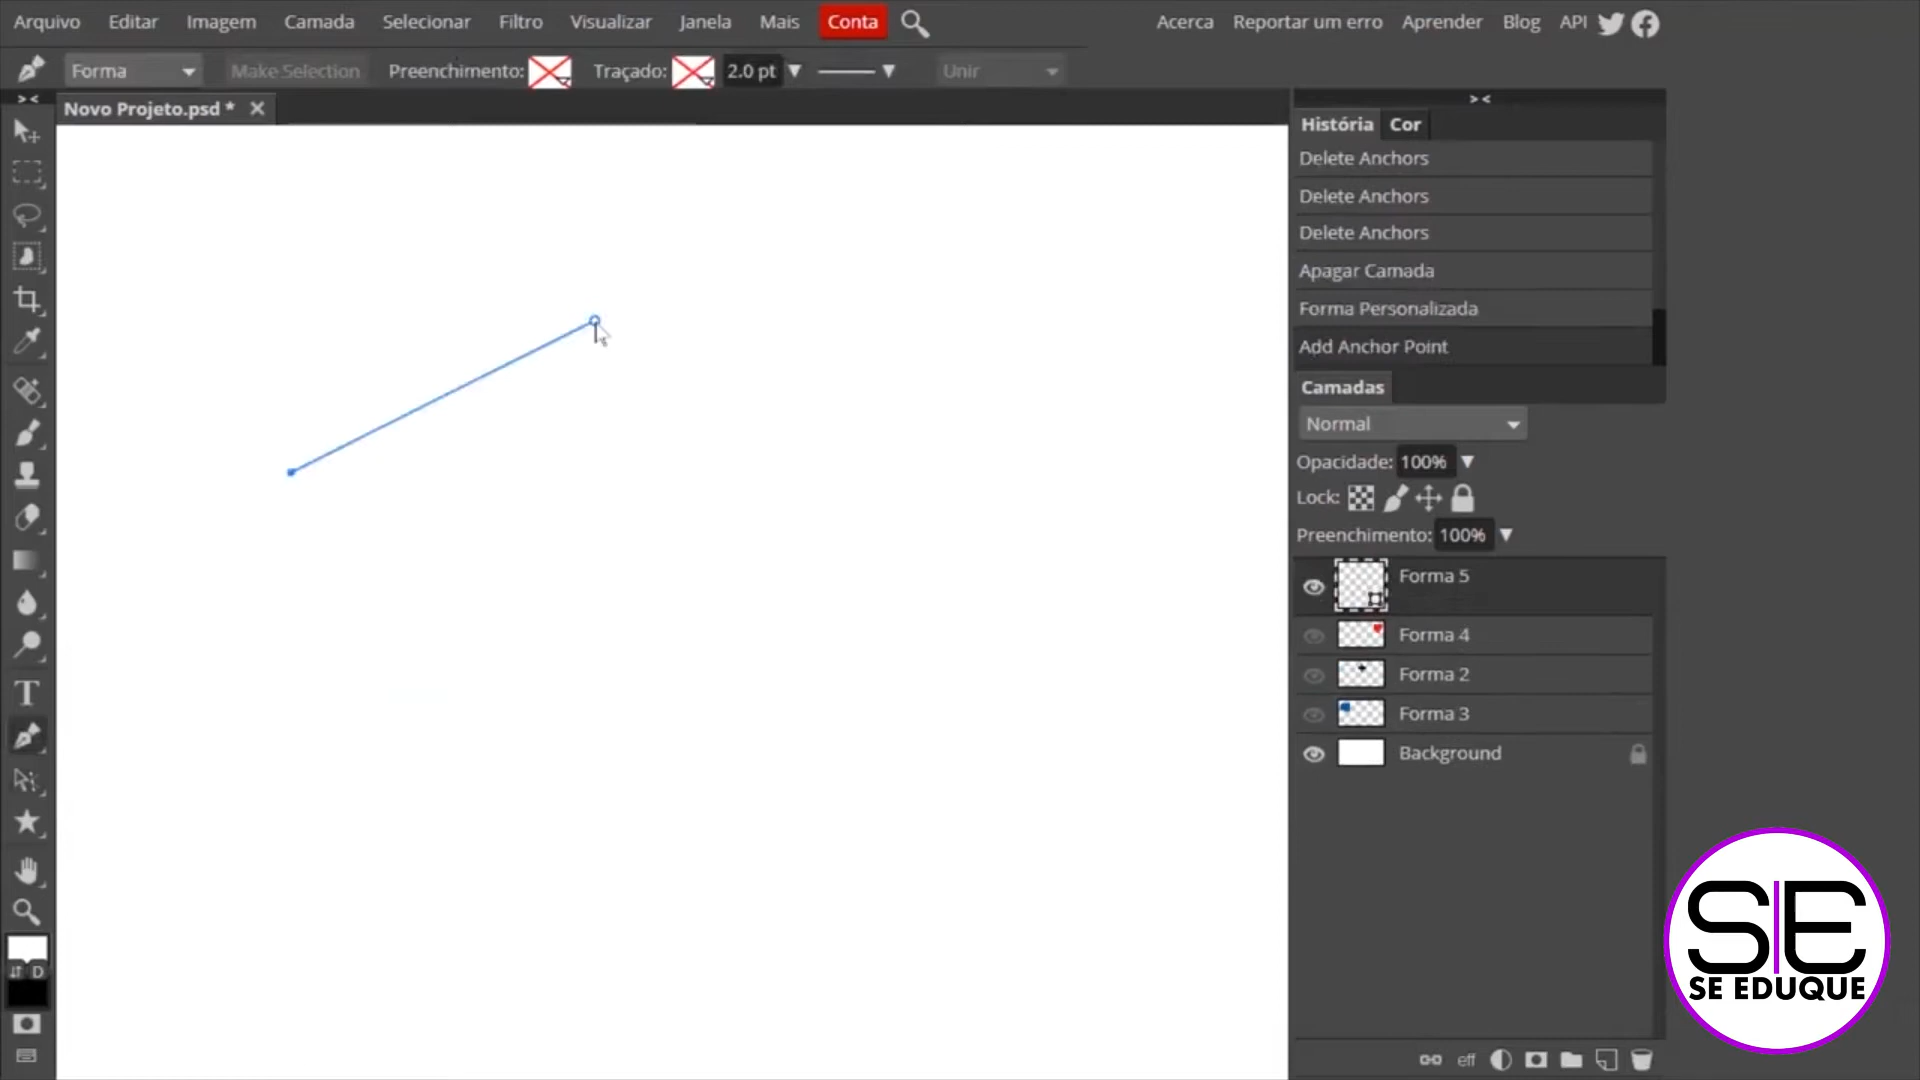 Arquivo Editar Imagem Camada Selecionar Filtro Visualizar Janela Mais Conta Acerca Reportar um erro Aprender Blog API
Forma Make Selection Preenchimento: Traçado: 2.0 pt Unir
> <
Novo Projeto.psd *
> <
História Cor
Delete Anchors
Delete Anchors
Delete Anchors
Apagar Camada
Forma Personalizada
Add Anchor Point
Camadas
Normal
Opacidade: 100%
Lock:
Preenchimento: 100%
Forma 5
Forma 4
Forma 2
Forma 3
Background
D
eff
SE
SE EDUQUE